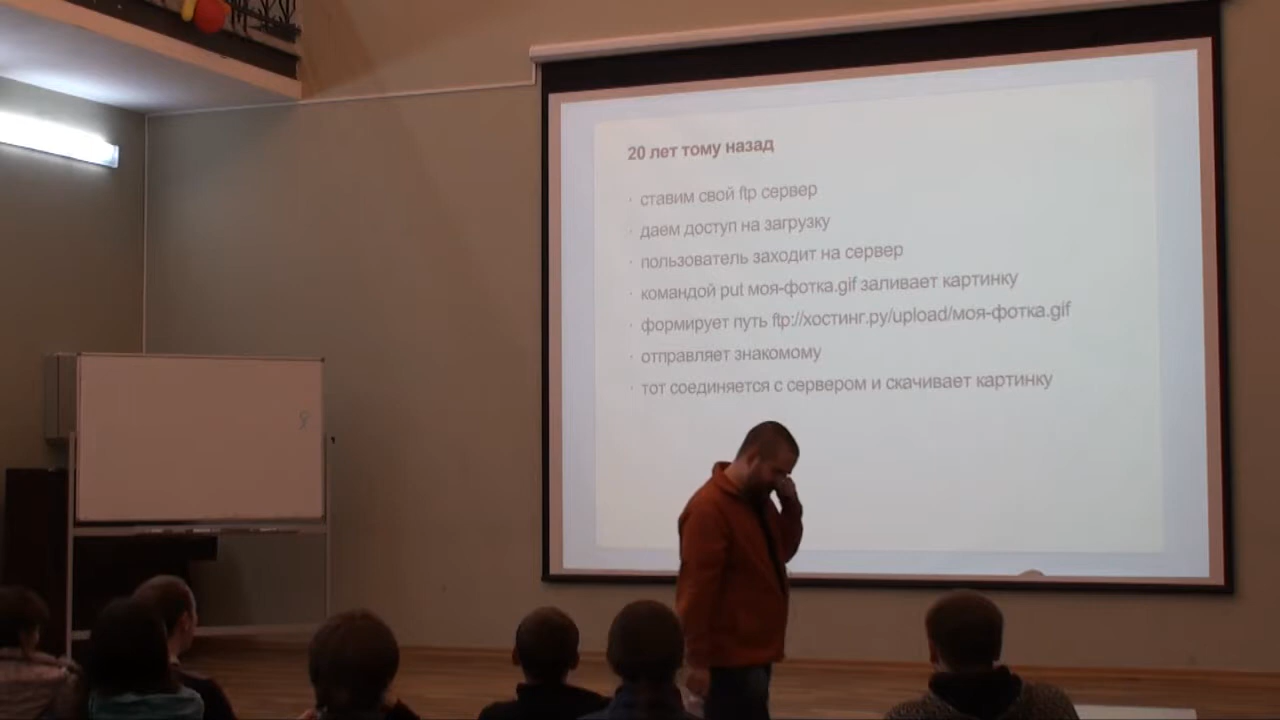 20 лет тому назад
· ставим свой ftp сервер
· даем доступ на загрузку
· пользователь заходит на сервер
· командой put моя-фотка.gif заливает картинку
· формирует путь ftp://хостинг.ру/upload/моя-фотка.gif
· отправляет знакомому
· тот соединяется с сервером и скачивает картинку